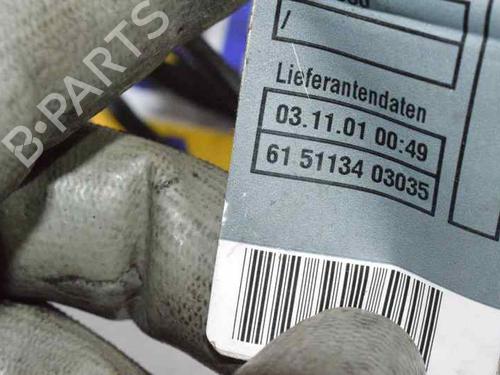 /
Lieferantendaten
03.11.01 00:49
61 51134 03035
B-PARTS